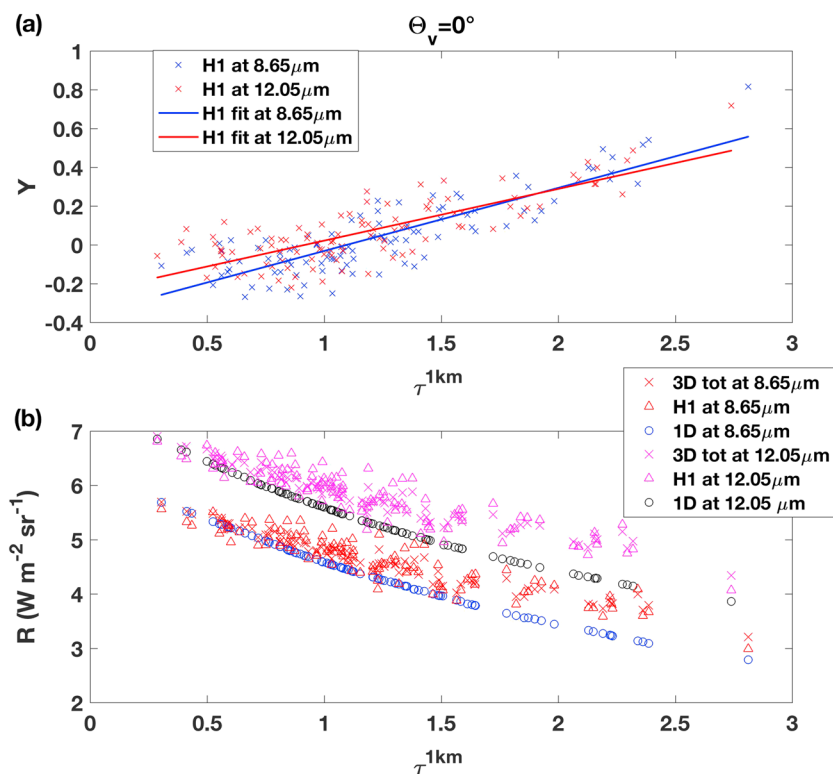 (a)
Θv=0°
1
0.8
0.6
0.4
0.2
0
-0.2
-0.4
Y
H1 at 8.65μm
H1 at 12.05μm
H1 fit at 8.65μm
H1 fit at 12.05μm
0 0.5 1 1.5 2 2.5 3
τ1km
(b)
7
6
5
4
3
2
R (W m-2 sr-1)
3D tot at 8.65μm
H1 at 8.65μm
1D at 8.65μm
3D tot at 12.05μm
H1 at 12.05μm
1D at 12.05 μm
0 0.5 1 1.5 2 2.5 3
τ1km